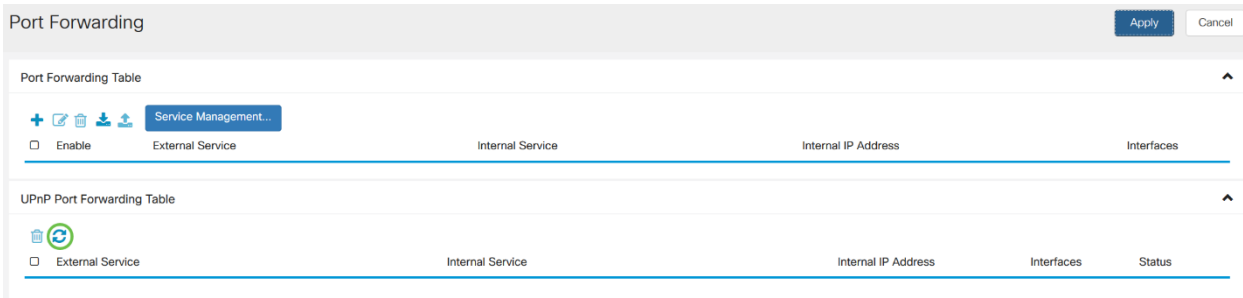 Port Forwarding Apply Cancel
Port Forwarding Table
Service Management...
Enable External Service Internal Service Internal IP Address Interfaces
UPnP Port Forwarding Table
External Service Internal Service Internal IP Address Interfaces Status